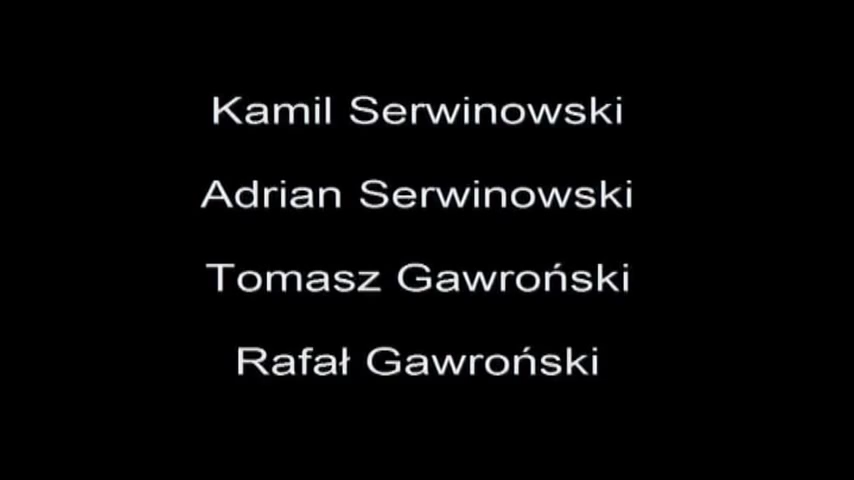 Kamil Serwinowski
Adrian Serwinowski
Tomasz Gawroński
Rafał Gawroński